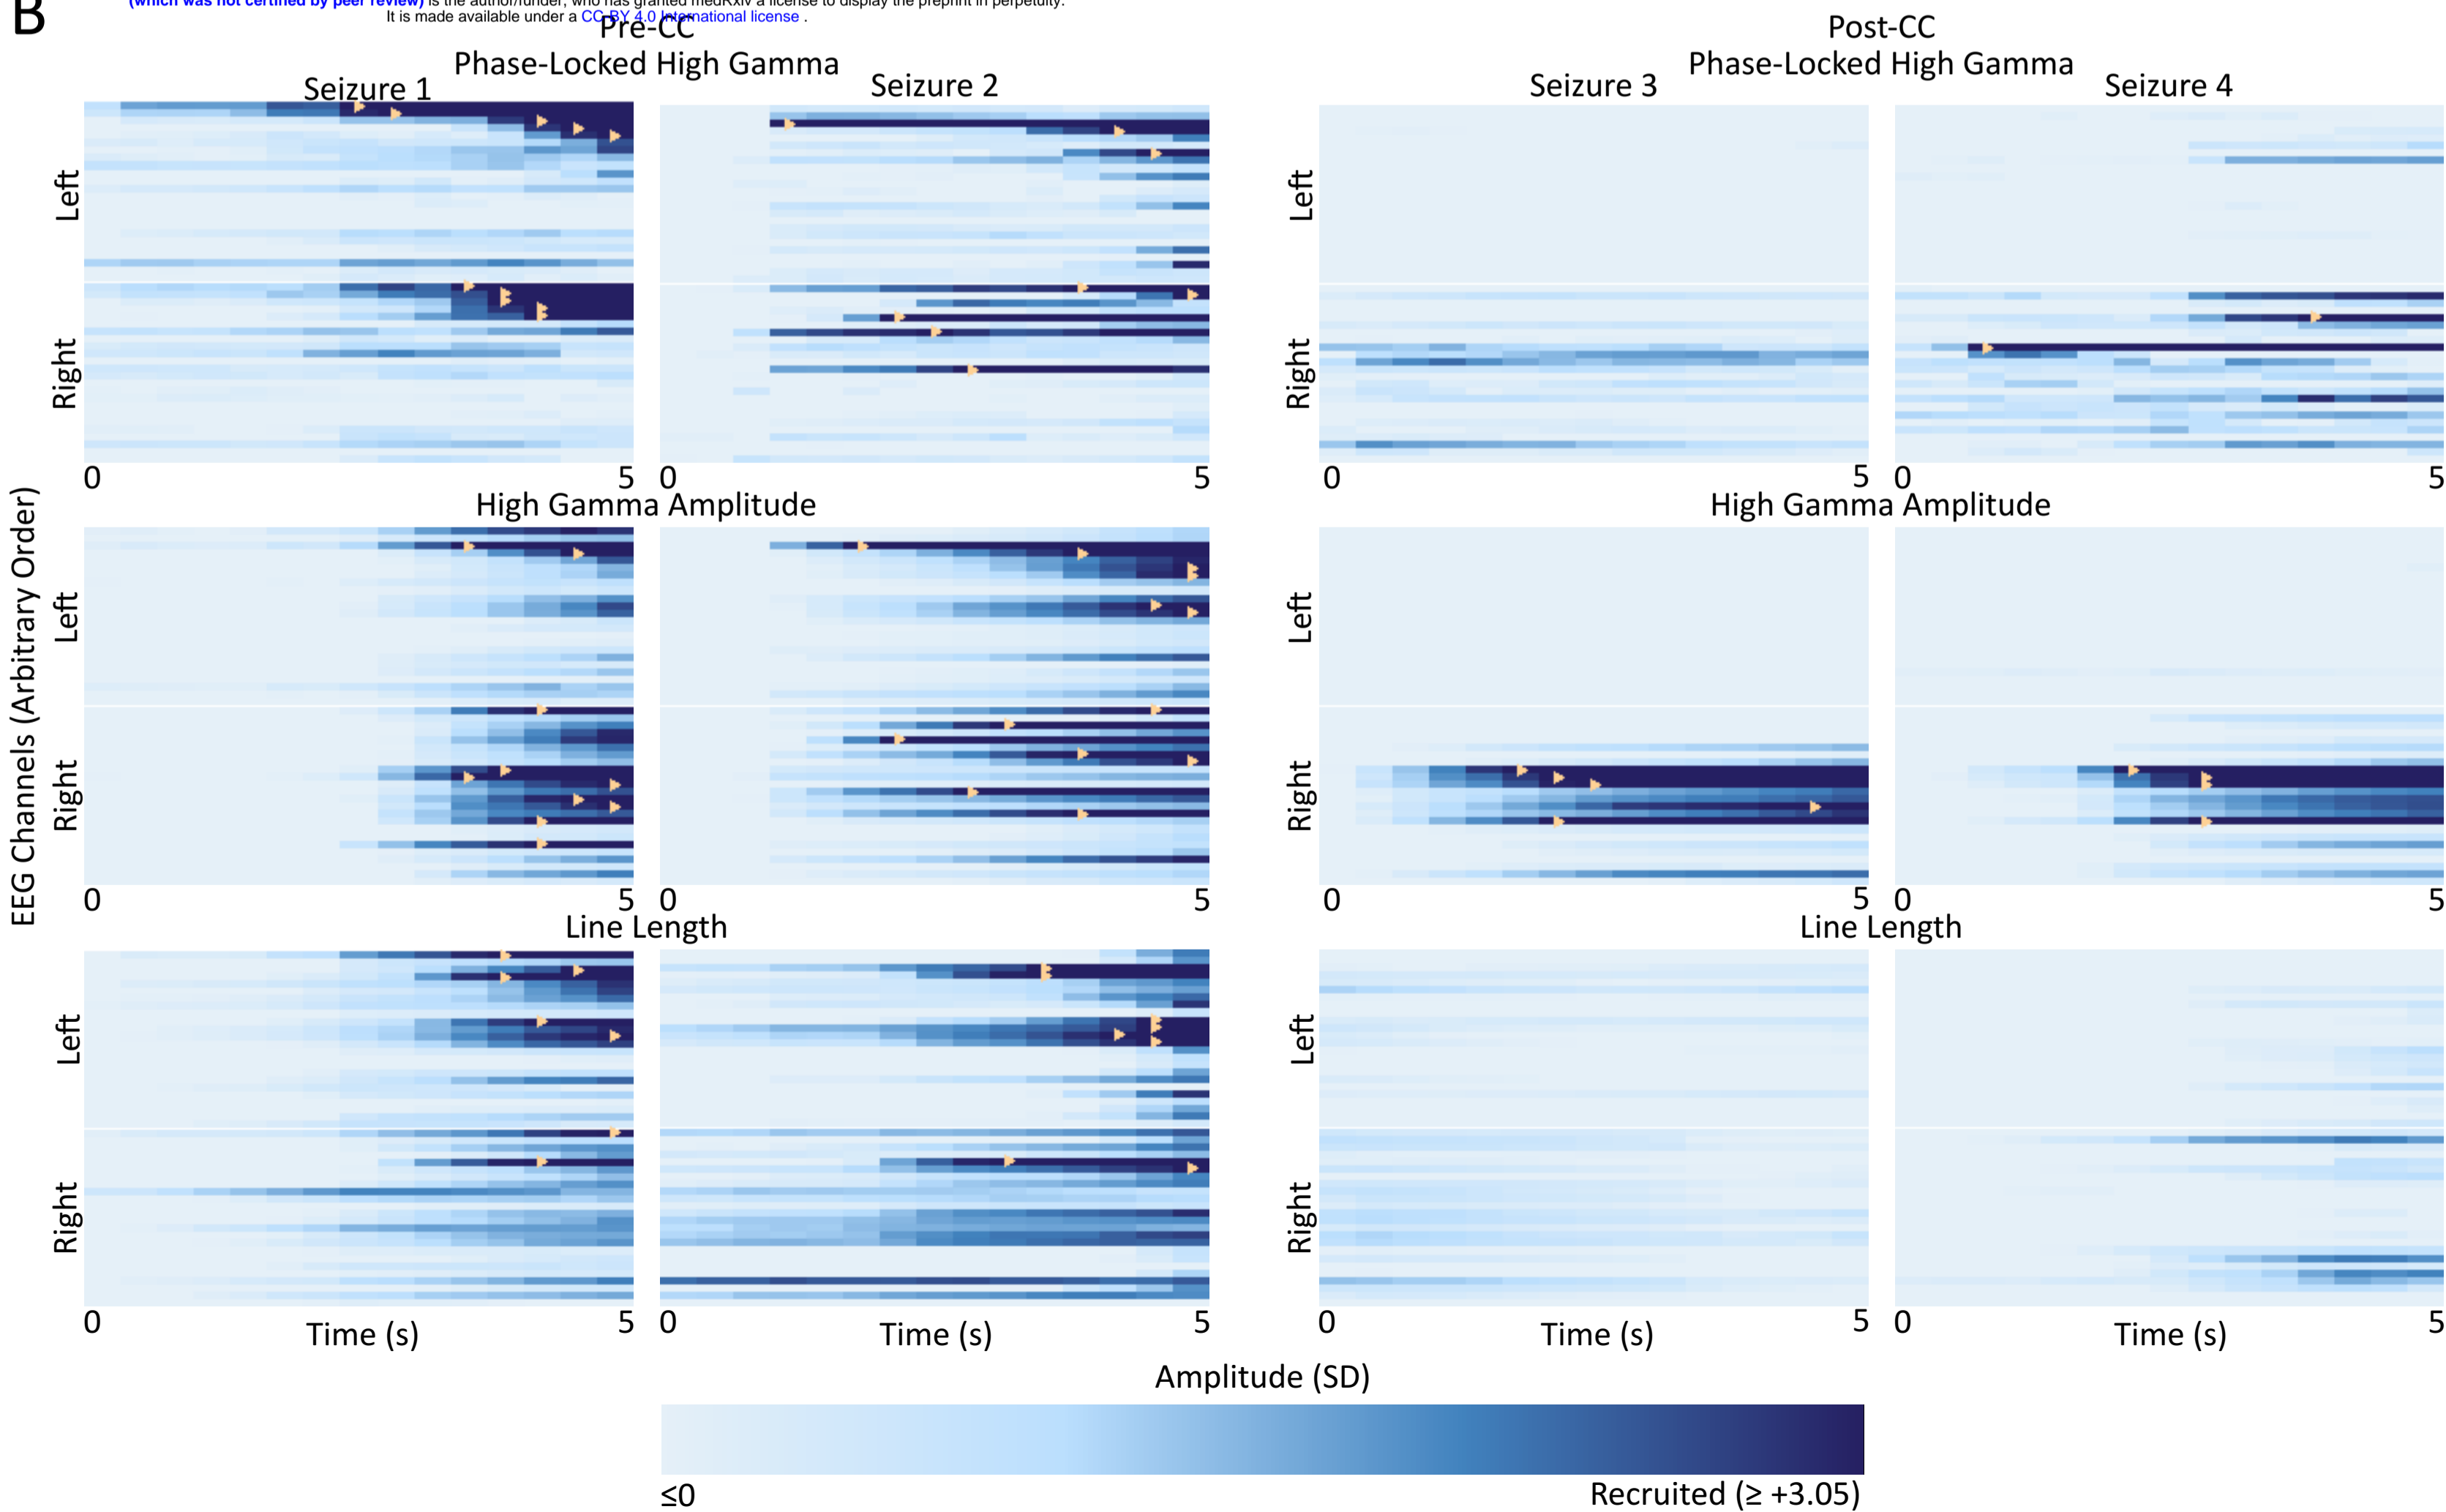 B
(which was not certified by peer review) is the author/funder, who has granted medRxiv a license to display the preprint in perpetuity.
It is made available under a CC-BY 4.0 International license .
Pre-CC
Phase-Locked High Gamma
Seizure 1
Seizure 2
Post-CC
Phase-Locked High Gamma
Seizure 3
Seizure 4
Left
Right
0 5
0 5
Left
Right
0 5
0 5
EEG Channels (Arbitrary Order)
High Gamma Amplitude
Left
Right
0 5
0 5
High Gamma Amplitude
Left
Right
0 5
0 5
Line Length
Left
Right
0 5
0 5
Time (s)
Time (s)
Line Length
Left
Right
0 5
0 5
Time (s)
Time (s)
Amplitude (SD)
≤0
Recruited (≥ +3.05)